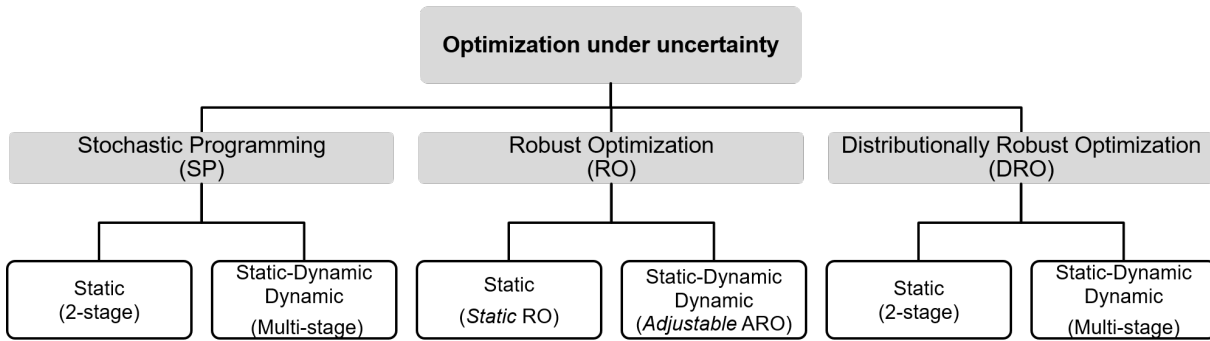 Optimization under uncertainty
Stochastic Programming
(SP)
Robust Optimization
(RO)
Distributionally Robust Optimization
(DRO)
Static
(2-stage)
Static-Dynamic
Dynamic
(Multi-stage)
Static
(Static RO)
Static-Dynamic
Dynamic
(Adjustable ARO)
Static
(2-stage)
Static-Dynamic
Dynamic
(Multi-stage)